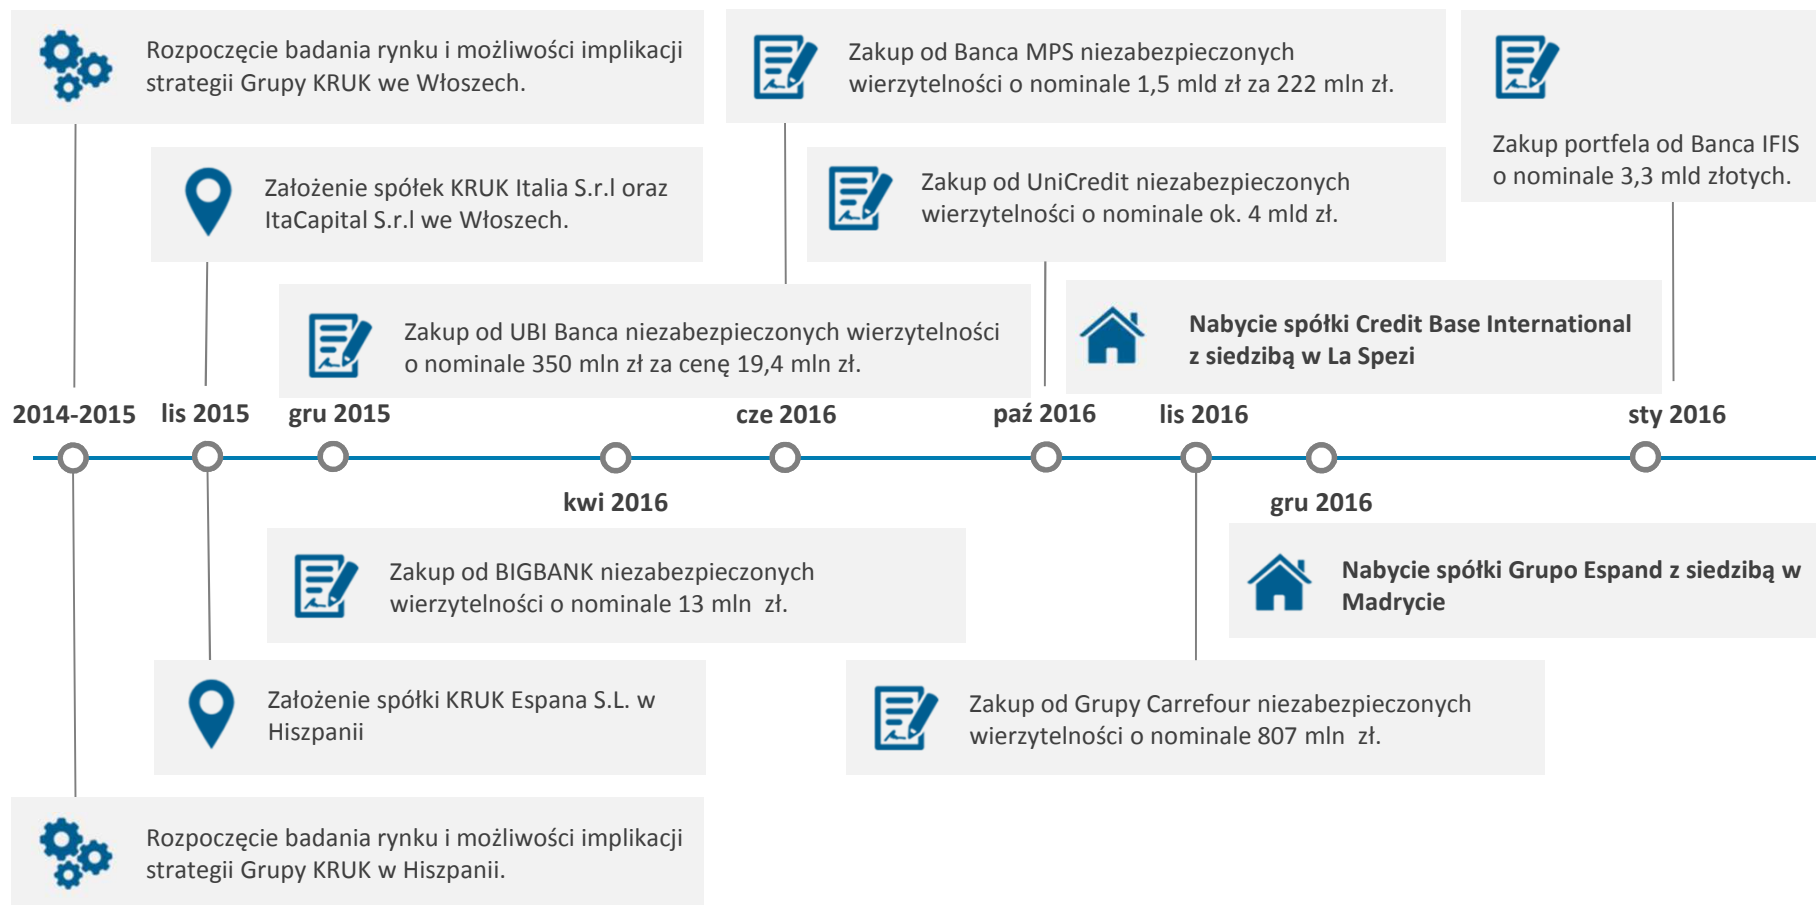 Rozpoczęcie badania rynku i możliwości implikacji
strategii Grupy KRUK we Włoszech.
Zakup od Banca MPS niezabezpieczonych
wierzytelności o nominale 1,5 mld zł za 222 mln zł.
Zakup portfela od Banca IFIS
o nominale 3,3 mld złotych.
Założenie spółek KRUK Italia S.r.l oraz
ItaCapital S.r.l we Włoszech.
Zakup od UniCredit niezabezpieczonych
wierzytelności o nominale ok. 4 mld zł.
Zakup od UBI Banca niezabezpieczonych wierzytelności
o nominale 350 mln zł za cenę 19,4 mln zł.
Nabycie spółki Credit Base International
z siedzibą w La Spezi
2014-2015
lis 2015
gru 2015
cze 2016
paź 2016
lis 2016
sty 2016
kwi 2016
gru 2016
Zakup od BIGBANK niezabezpieczonych
wierzytelności o nominale 13 mln  zł.
Nabycie spółki Grupo Espand z siedzibą w
Madrycie
Założenie spółki KRUK Espana S.L. w
Hiszpanii
Zakup od Grupy Carrefour niezabezpieczonych
wierzytelności o nominale 807 mln  zł.
Rozpoczęcie badania rynku i możliwości implikacji
strategii Grupy KRUK w Hiszpanii.